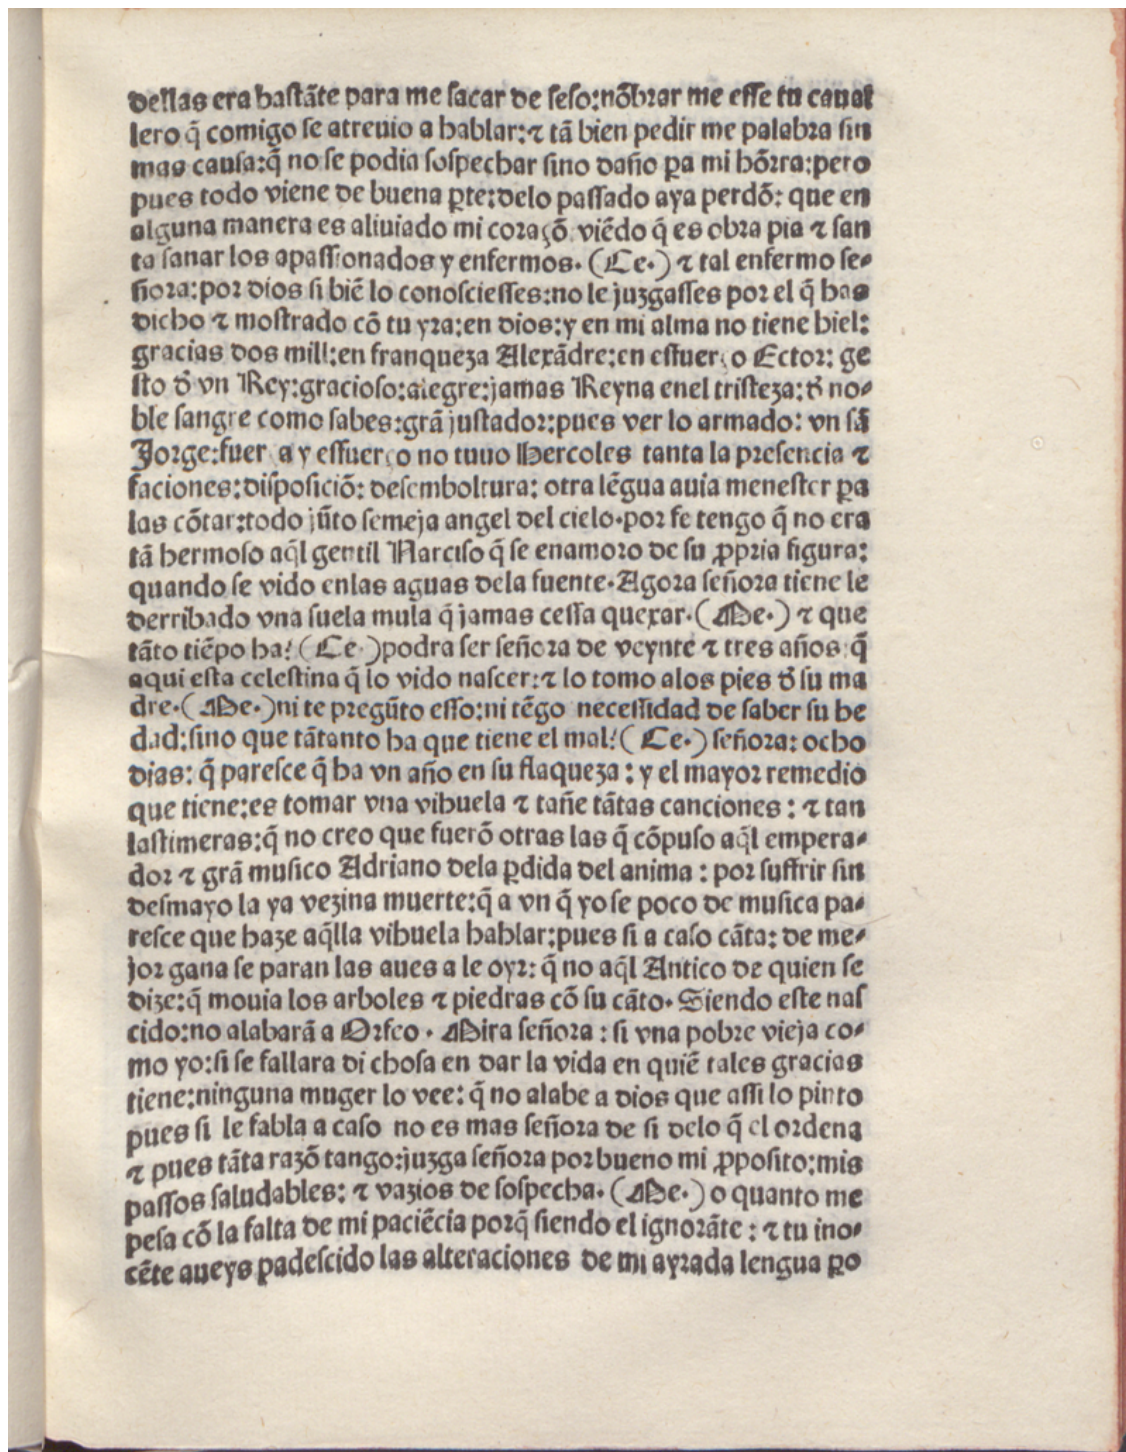 dellas era bastãte para me sacar de seso:nõbrar me esse tu caual
lero q̃ comigo se atreuio a hablar:⁊ tã bien pedir me palabra sin
mas causa:q̃ no se podia sospechar sino daño ꝑa mi hõrra:pero
pues todo viene de buena ꝑte:delo passado aya perdõ: que en
alguna manera es aliuiado mi coraçõ viẽdo q̃ es obra pia ⁊ san
ta sanar los apassionados y enfermos. (Ce.) ⁊ tal enfermo se-
ñora:por dios si biẽ lo conosciesses:no le juzgasses por el q̃ has
dicho ⁊ mostrado cõ tu yra:en dios:y en mi alma no tiene hiel:
gracias dos mill:en franqueza Alexãdre:en esfuerço Ector: ge
sto đ vn Rey:gracioso:alegre:jamas Reyna enel tristeza:đ no-
ble sangre como sabes:grã justador:pues ver lo armado: vn sã
Jorge:fuerça y esfuerço no tuuo Hercoles tanta la presencia ⁊
faciones:disposiciõ: desemboltura: otra lẽgua auia menester ꝑa
las cõtar:todo jũto semeja angel del cielo.por fe tengo q̃ no era
tã hermoso aq̃l gentil Narciso q̃ se enamoro de su ꝓpria figura:
quando se vido enlas aguas dela fuente.Agora señora tiene le
derribado vna suela mula q̃ jamas cessa quexar.(Me.) ⁊ que
tãto tiẽpo ha?(Ce.)podra ser señora de veynte ⁊ tres años:q̃
aqui esta celestina q̃ lo vido nascer:⁊ lo tomo alos pies đ su ma
dre.(Me.)ni te pregũto esso:ni tẽgo necessidad de saber su he
dad:sino que tãtanto ha que tiene el mal?(Ce.) señora: ocho
dias: q̃ paresce q̃ ha vn año en su flaqueza: y el mayor remedio
que tiene:es tomar vna vihuela ⁊ tañe tãtas canciones: ⁊ tan
lastimeras:q̃ no creo que fuerõ otras las q̃ cõpuso aq̃l empera-
dor ⁊ grã musico Adriano dela ꝑdida del anima: por suffrir sin
desmayo la ya vezina muerte:q̃ a vn q̃ yo se poco de musica pa-
resce que haze aq̃lla vihuela hablar:pues si a caso cãta: de me-
jor gana se paran las aues a le oyr: q̃ no aq̃l Antico de quien se
dize:q̃ mouia los arboles ⁊ piedras cõ su cãto. Siendo este nas
cido:no alabarã a Orfeo. Mira señora: si vna pobre vieja co-
mo yo:si se fallara di chosa en dar la vida en quiẽ tales gracias
tiene:ninguna muger lo vee: q̃ no alabe a dios que assi lo pinto
pues si le fabla a caso no es mas señora de si delo q̃ el ordena
⁊ pues tãta razõ tango:juzga señora por bueno mi ꝓposito:mis
passos saludables: ⁊ vazios de sospecha. (Me.) o quanto me
pesa cõ la falta de mi paciẽcia porq̃ siendo el ignorãte: ⁊ tu ino-
cẽte aueys padescido las alteraciones de mi ayrada lengua ꝑo